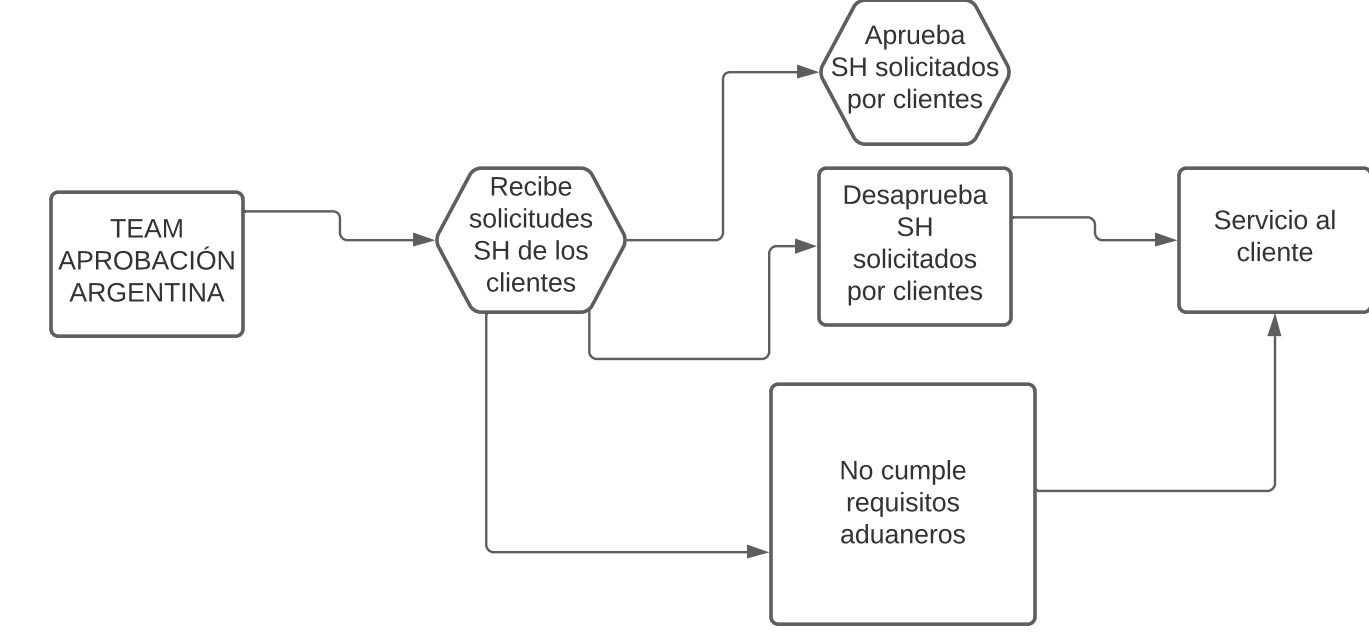 TEAM
APROBACIÓN
ARGENTINA
Recibe
solicitudes
SH de los
clientes
Aprueba
SH solicitados
por clientes
Desaprueba
SH
solicitados
por clientes
Servicio al
cliente
No cumple
requisitos
aduaneros